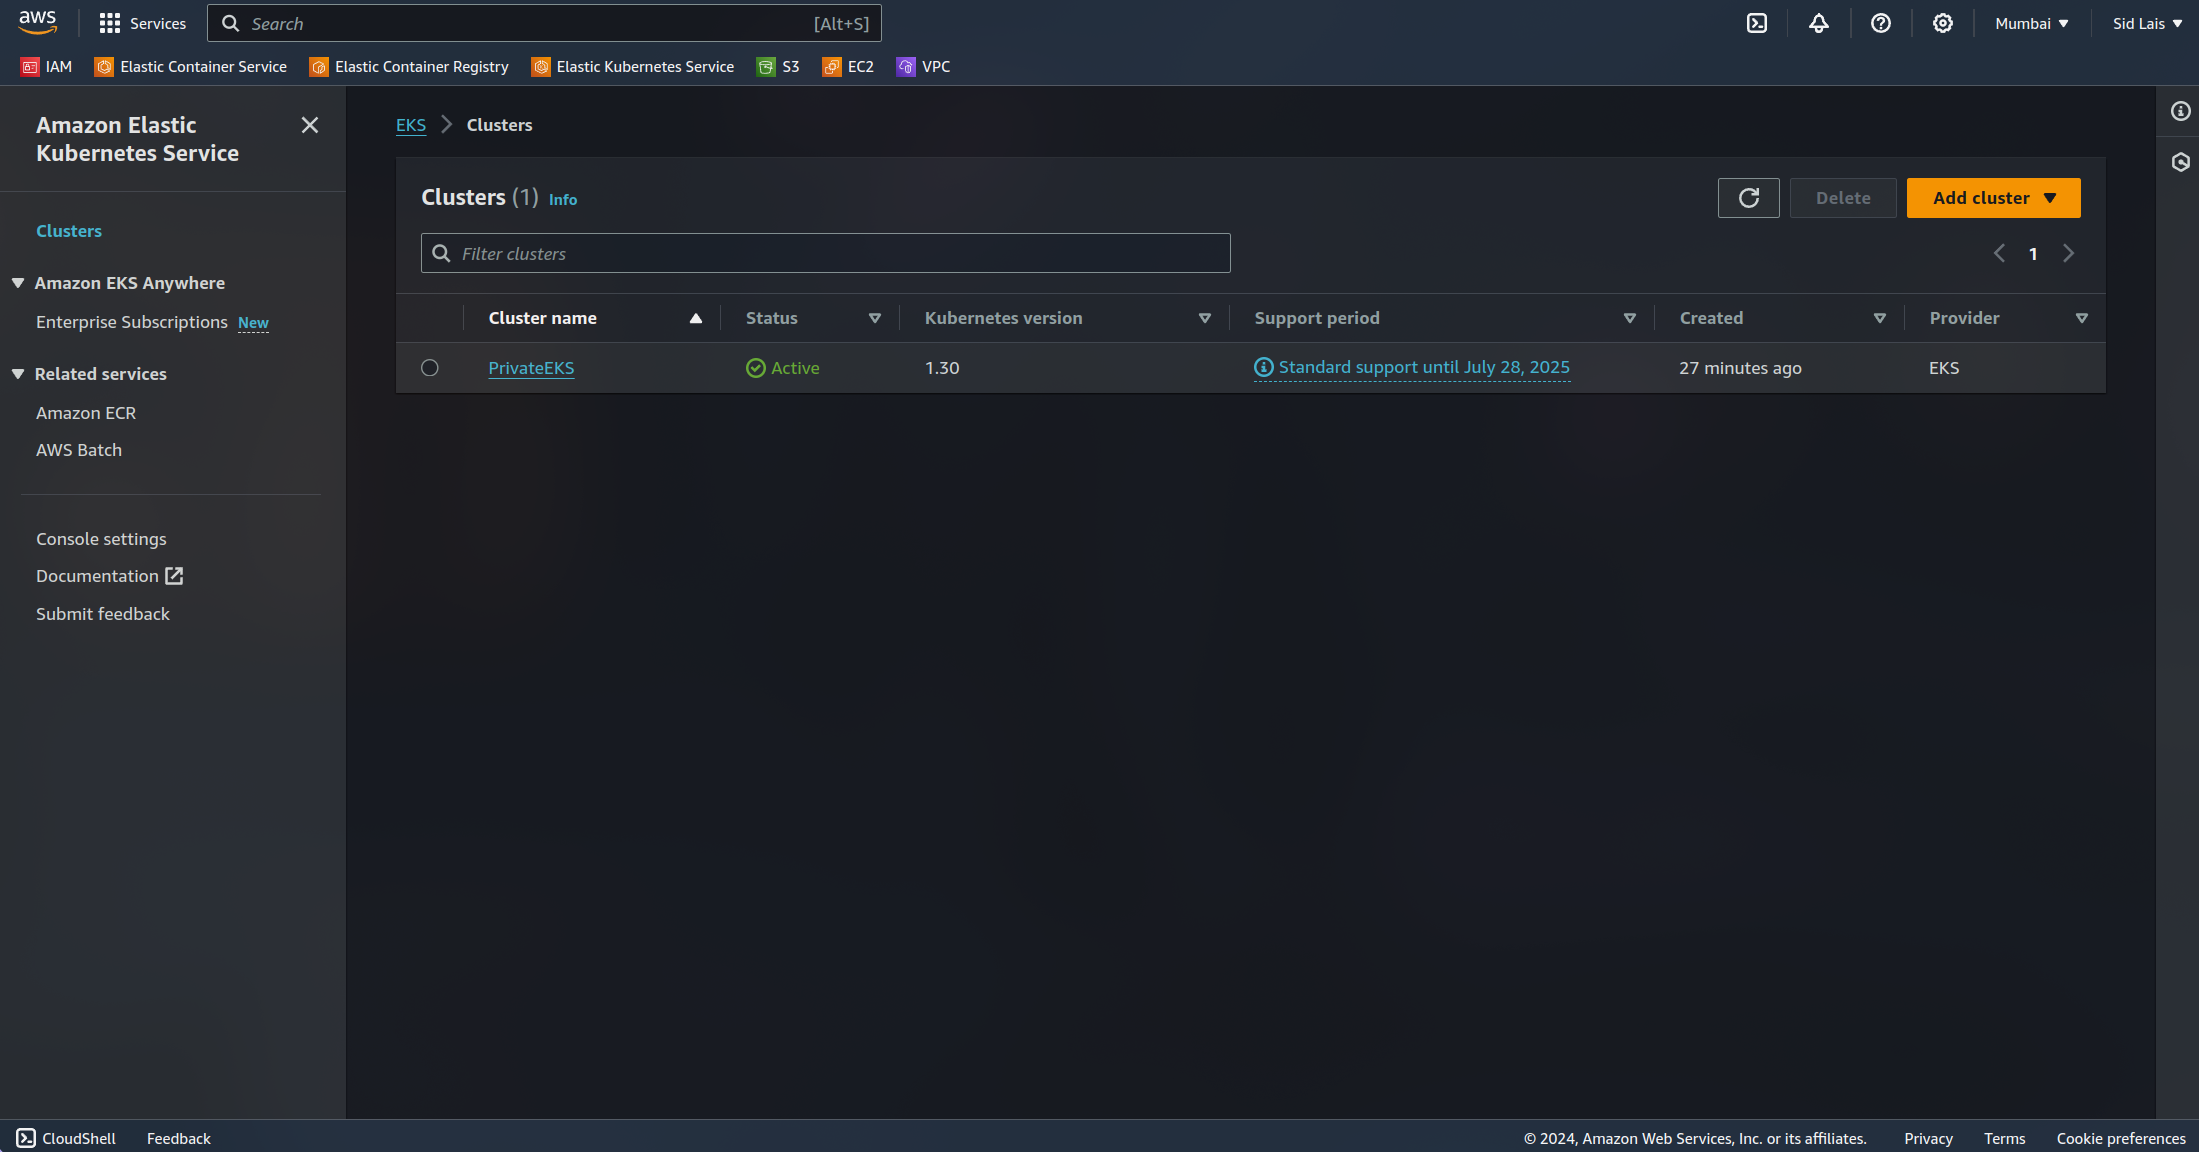 aws Services Search [Alt+S] Mumbai Sid Lais
IAM Elastic Container Service Elastic Container Registry Elastic Kubernetes Service S3 EC2 VPC
Amazon Elastic
Kubernetes Service
Clusters
Amazon EKS Anywhere
Enterprise Subscriptions New
Related services
Amazon ECR
AWS Batch
Console settings
Documentation
Submit feedback
EKS Clusters
Clusters (1) Info
Delete Add cluster
Filter clusters
1
Cluster name Status Kubernetes version Support period Created Provider
PrivateEKS Active 1.30 Standard support until July 28, 2025 27 minutes ago EKS
CloudShell Feedback © 2024, Amazon Web Services, Inc. or its affiliates. Privacy Terms Cookie preferences